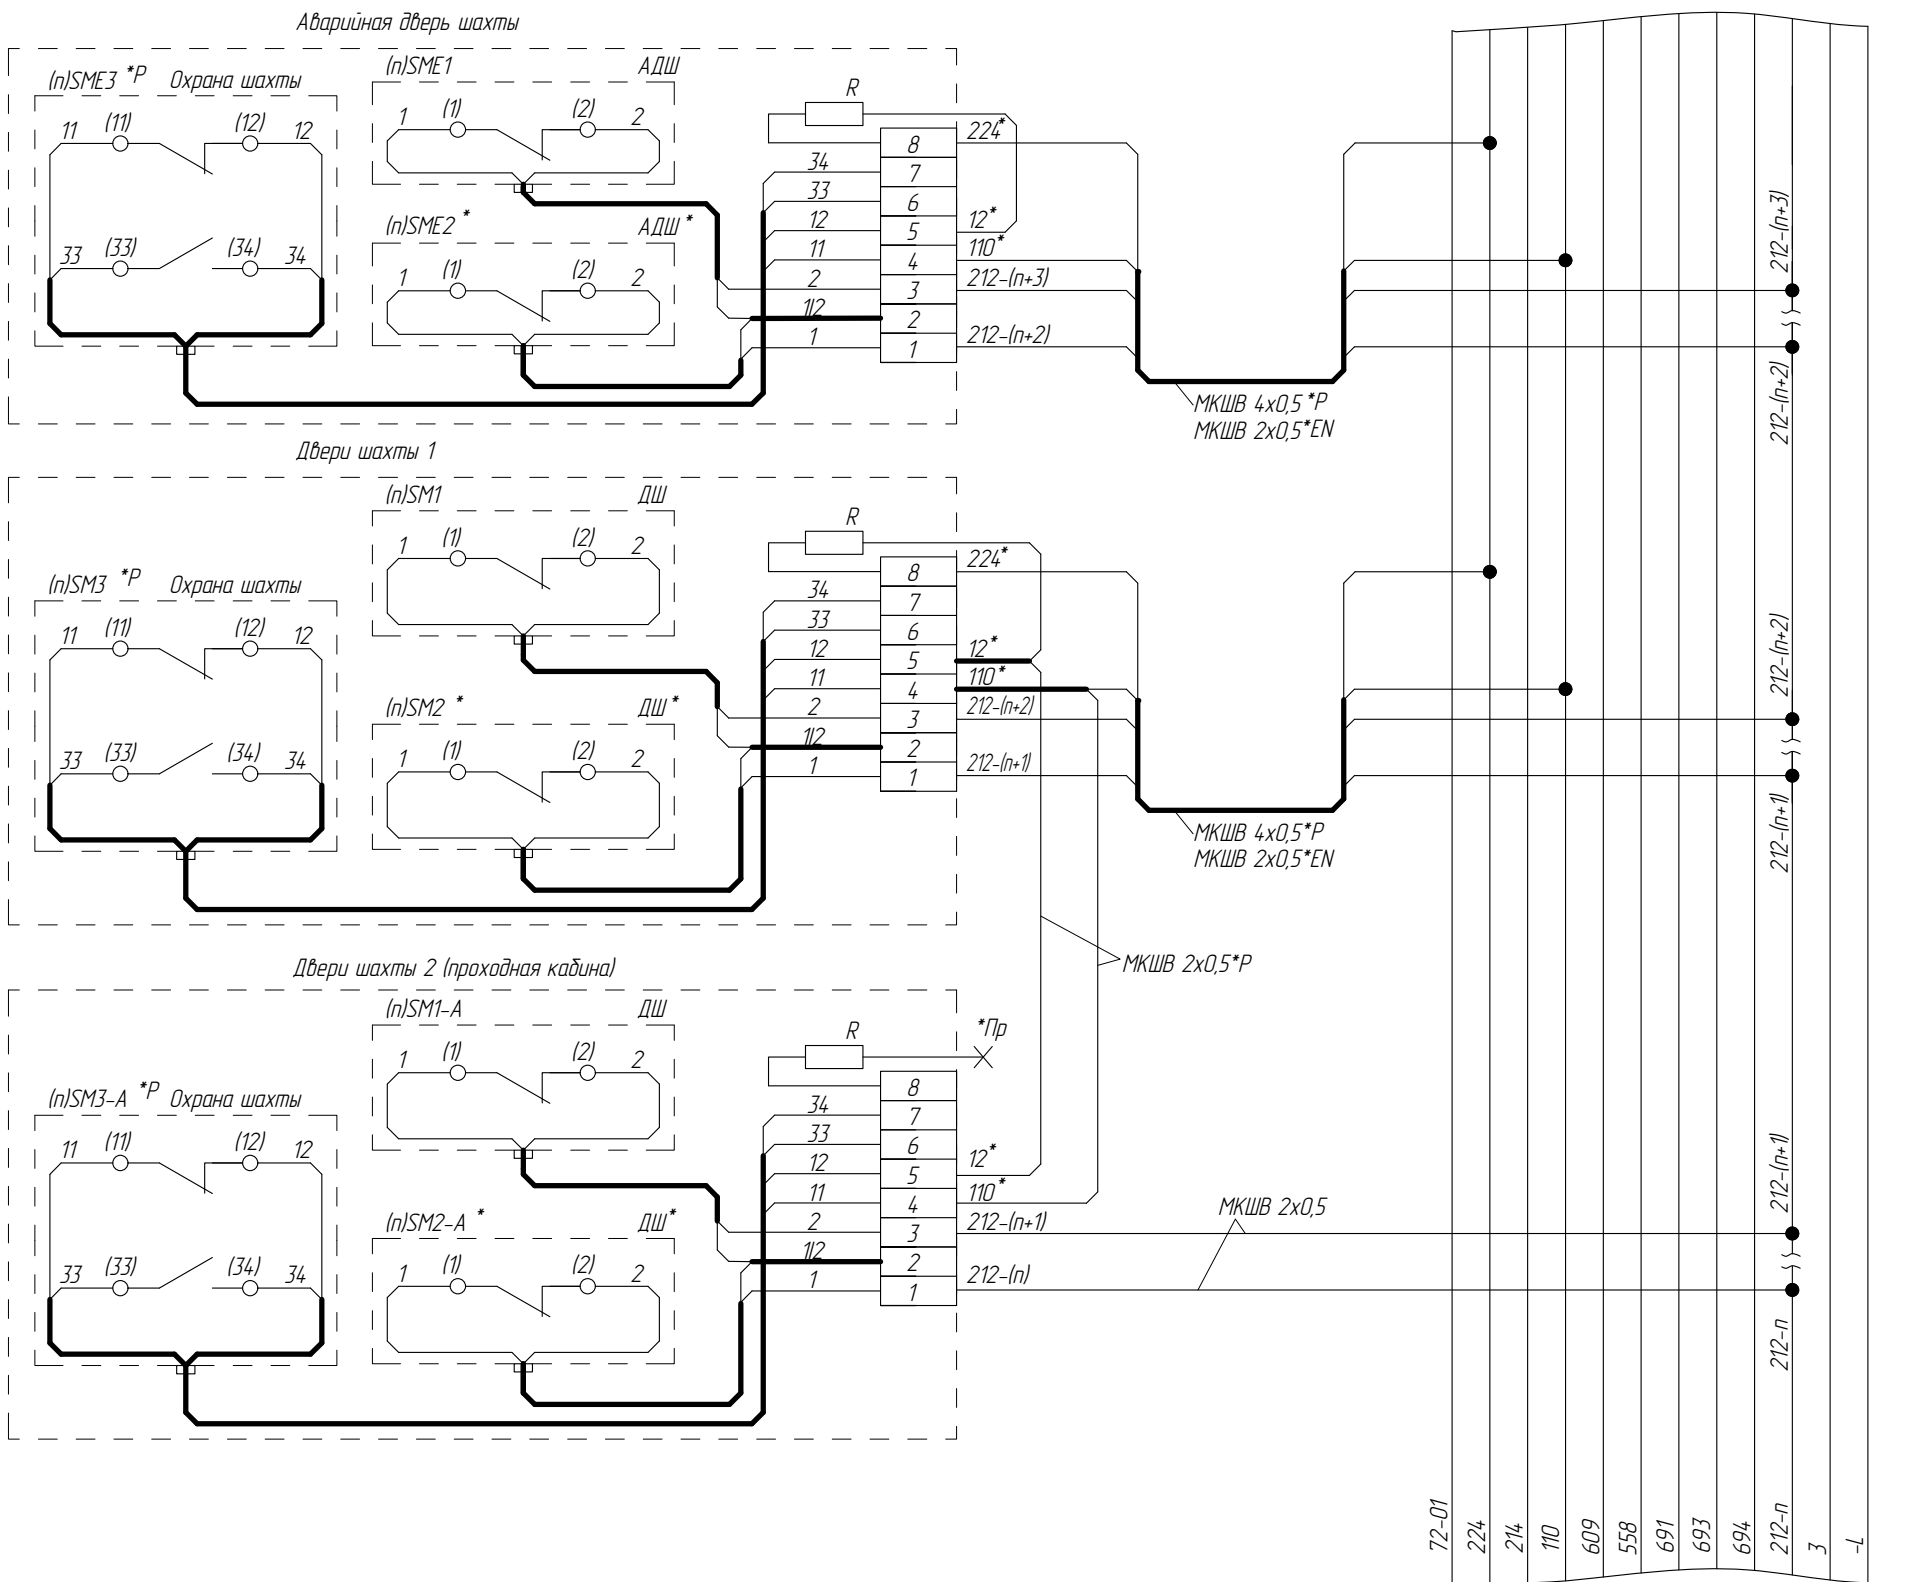 Аварийная дверь шахты
(n)SME3 *P Охрана шахты
11 (11) (12) 12
33 (33) (34) 34
(n)SME1 АДШ
1 (1) (2) 2
(n)SME2 * АДШ *
1 (1) (2) 2
R
8 224*
34 7
33 6
12 5 12*
11 4 110*
2 3 212-(n+3)
1|2 2
1 1 212-(n+2)
МКШВ 4х0,5 *P
МКШВ 2х0,5*EN
212-(n+3)
212-(n+2)
Двери шахты 1
(n)SM3 *P Охрана шахты
11 (11) (12) 12
33 (33) (34) 34
(n)SM1 ДШ
1 (1) (2) 2
(n)SM2 * ДШ *
1 (1) (2) 2
R
8 224*
34 7
33 6
12 5 12*
11 4 110*
2 3 212-(n+2)
1|2 2
1 1 212-(n+1)
МКШВ 4х0,5*P
МКШВ 2х0,5*EN
212-(n+2)
212-(n+1)
МКШВ 2х0,5*P
Двери шахты 2 (проходная кабина)
(n)SM3-A *P Охрана шахты
11 (11) (12) 12
33 (33) (34) 34
(n)SM1-A ДШ
1 (1) (2) 2
(n)SM2-A * ДШ *
1 (1) (2) 2
R *Пр
8
34 7
33 6
12 5 12*
11 4 110*
2 3 212-(n+1)
1|2 2
1 1 212-(n)
МКШВ 2х0,5
212-(n+1)
212-n
72-01
224
214
110
609
558
691
693
694
212-n
3
-L